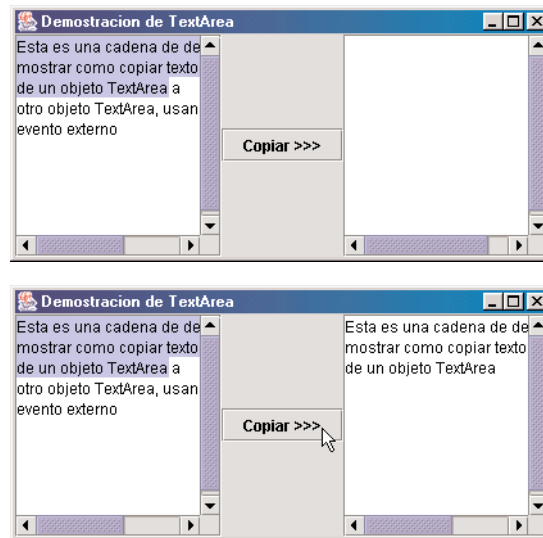 Demostracion de TextArea
Esta es una cadena de de
mostrar como copiar texto
de un objeto TextArea a
otro objeto TextArea, usan
evento externo
Copiar >>>
Demostracion de TextArea
Esta es una cadena de de
mostrar como copiar texto
de un objeto TextArea a
otro objeto TextArea, usan
evento externo
Copiar >>>
Esta es una cadena de de
mostrar como copiar texto
de un objeto TextArea